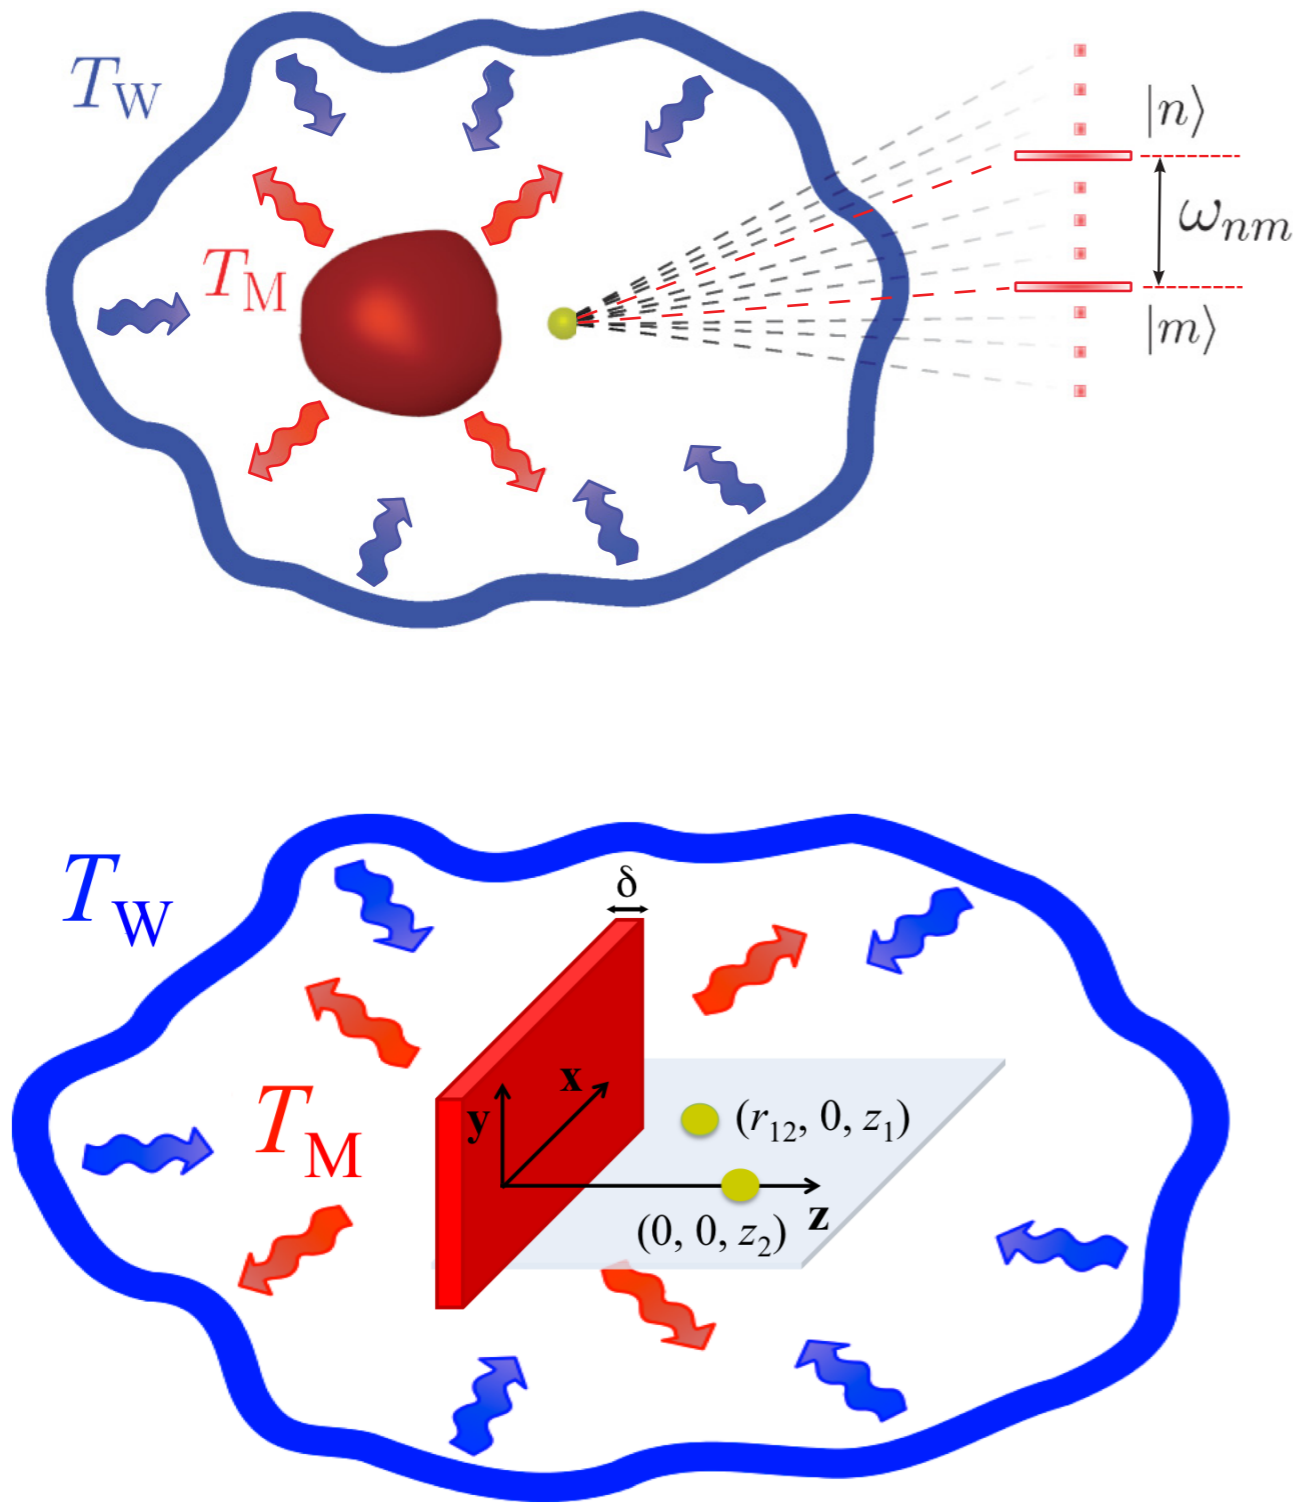 T_W
|n⟩
ω_nm
T_M
|m⟩
T_W
δ
T_M
x
y
(r_12, 0, z_1)
z
(0, 0, z_2)